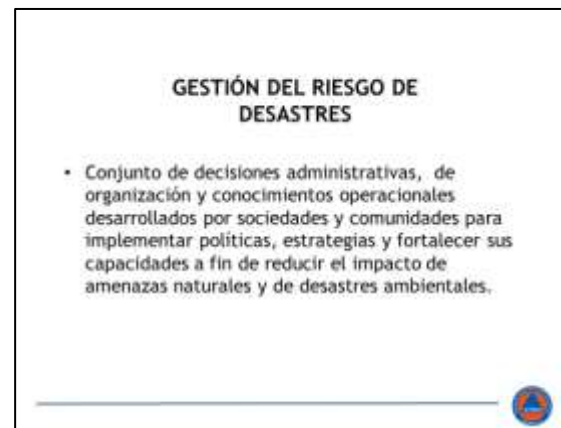 GESTIÓN DEL RIESGO DE
DESASTRES
• Conjunto de decisiones administrativas, de
organización y conocimientos operacionales
desarrollados por sociedades y comunidades para
implementar políticas, estrategias y fortalecer sus
capacidades a fin de reducir el impacto de
amenazas naturales y de desastres ambientales.